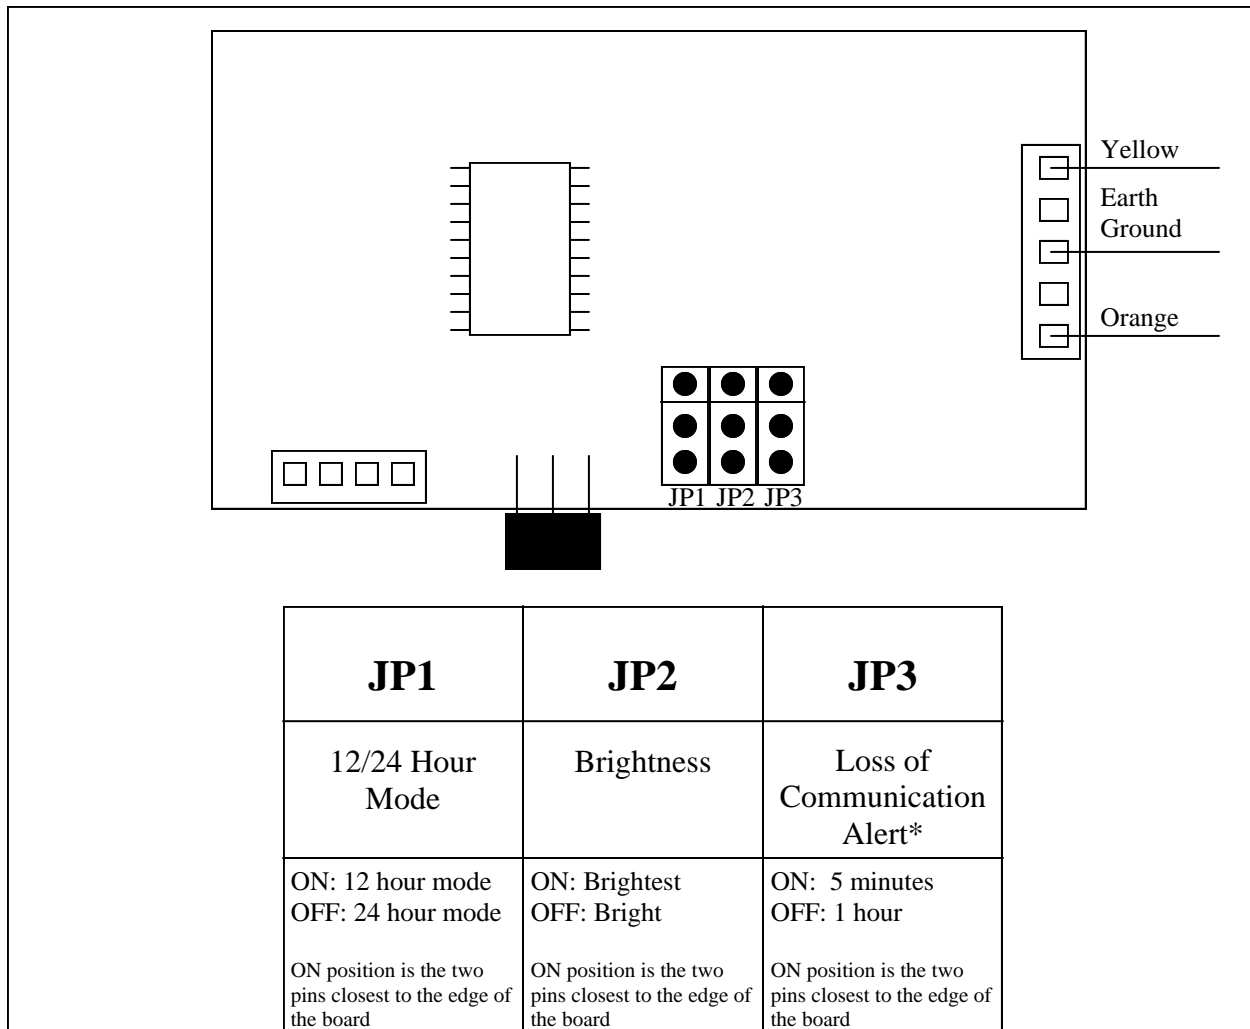 Yellow
Earth
Ground
Orange
JP1 JP2 JP3
JP1 JP2 JP3
12/24 Hour
Mode
Brightness
Loss of
Communication
Alert*
ON: 12 hour mode
OFF: 24 hour mode
ON position is the two
pins closest to the edge of
the board
ON: Brightest
OFF: Bright
ON position is the two
pins closest to the edge of
the board
ON:  5 minutes
OFF: 1 hour
ON position is the two
pins closest to the edge of
the board